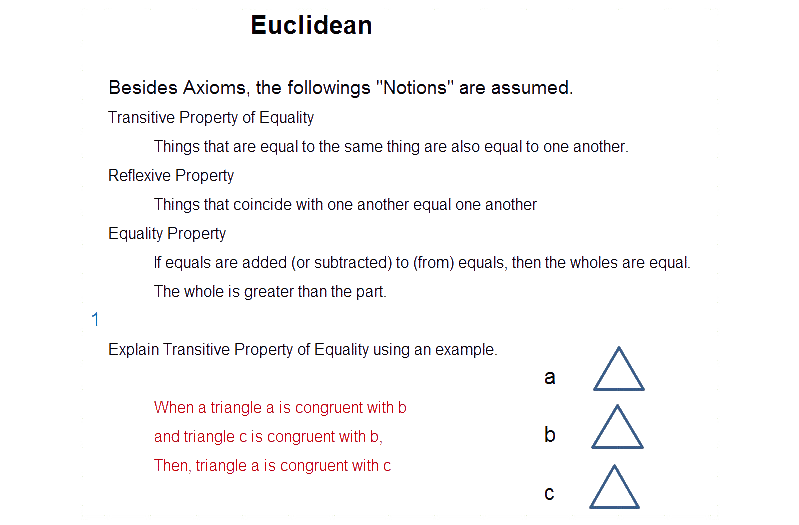 Euclidean
Besides Axioms, the followings "Notions" are assumed.
Transitive Property of Equality
Things that are equal to the same thing are also equal to one another.
Reflexive Property
Things that coincide with one another equal one another
Equality Property
If equals are added (or subtracted) to (from) equals, then the wholes are equal.
The whole is greater than the part.
1
Explain Transitive Property of Equality using an example.
a
When a triangle a is congruent with b
and triangle c is congruent with b,
b
Then, triangle a is congruent with c
c